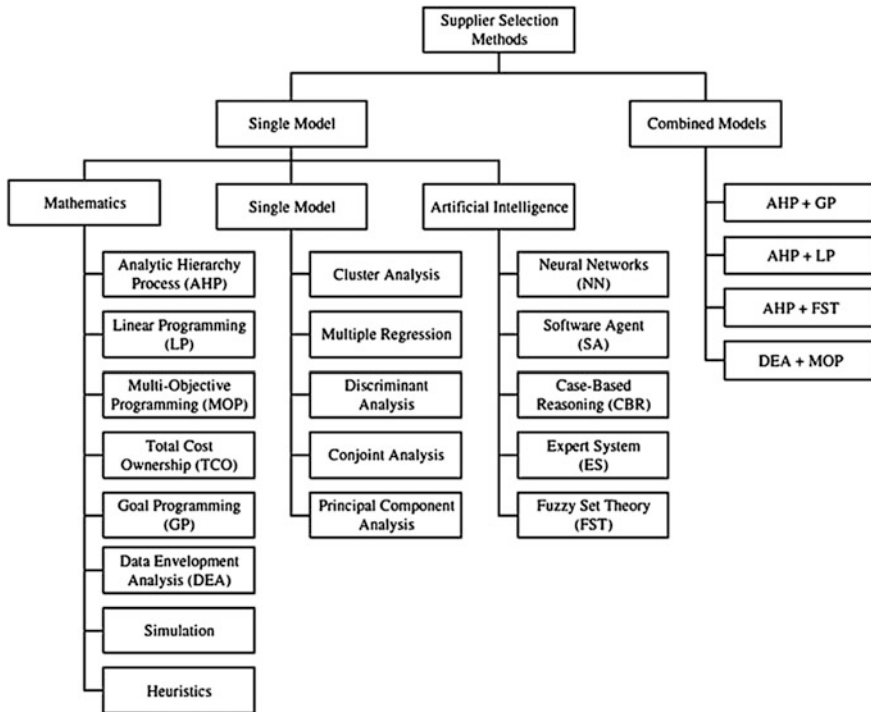 Supplier Selection
Methods
Single Model
Combined Models
Mathematics
Single Model
Artificial Intelligence
Analytic Hierarchy
Process (AHP)
Linear Programming
(LP)
Multi-Objective
Programming (MOP)
Total Cost
Ownership (TCO)
Goal Programming
(GP)
Data Envelopment
Analysis (DEA)
Simulation
Heuristics
Cluster Analysis
Multiple Regression
Discriminant
Analysis
Conjoint Analysis
Principal Component
Analysis
Neural Networks
(NN)
Software Agent
(SA)
Case-Based
Reasoning (CBR)
Expert System
(ES)
Fuzzy Set Theory
(FST)
AHP + GP
AHP + LP
AHP + FST
DEA + MOP